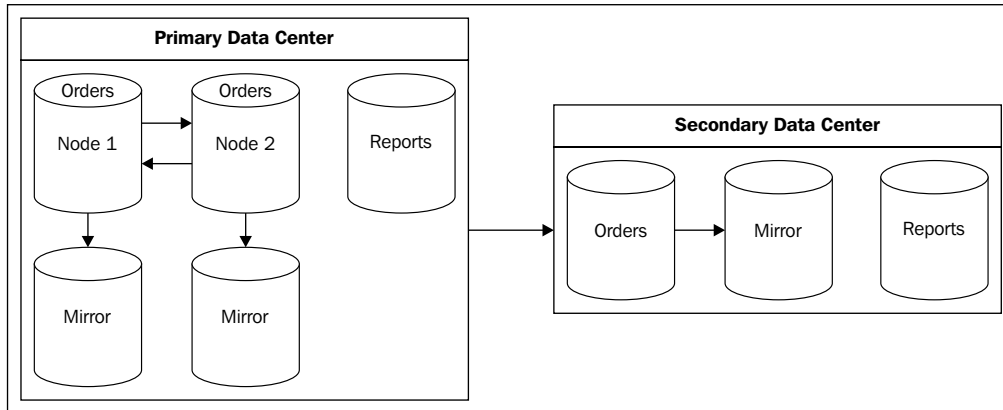 Primary Data Center
Orders
Node 1
Orders
Node 2
Reports
Mirror
Mirror
Secondary Data Center
Orders
Mirror
Reports